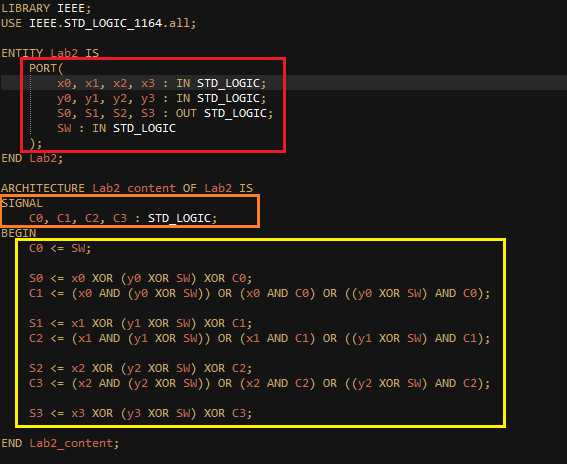 LIBRARY IEEE;
USE IEEE.STD_LOGIC_1164.all;
ENTITY Lab2 IS
PORT(
x0, x1, x2, x3 : IN STD_LOGIC;
y0, y1, y2, y3 : IN STD_LOGIC;
S0, S1, S2, S3 : OUT STD_LOGIC;
SW : IN STD_LOGIC
);
END Lab2;
ARCHITECTURE Lab2_content OF Lab2 IS
SIGNAL
C0, C1, C2, C3 : STD_LOGIC;
BEGIN
C0 <= SW;
S0 <= x0 XOR (y0 XOR SW) XOR C0;
C1 <= (x0 AND (y0 XOR SW)) OR (x0 AND C0) OR ((y0 XOR SW) AND C0);
S1 <= x1 XOR (y1 XOR SW) XOR C1;
C2 <= (x1 AND (y1 XOR SW)) OR (x1 AND C1) OR ((y1 XOR SW) AND C1);
S2 <= x2 XOR (y2 XOR SW) XOR C2;
C3 <= (x2 AND (y2 XOR SW)) OR (x2 AND C2) OR ((y2 XOR SW) AND C2);
S3 <= x3 XOR (y3 XOR SW) XOR C3;
END Lab2_content;